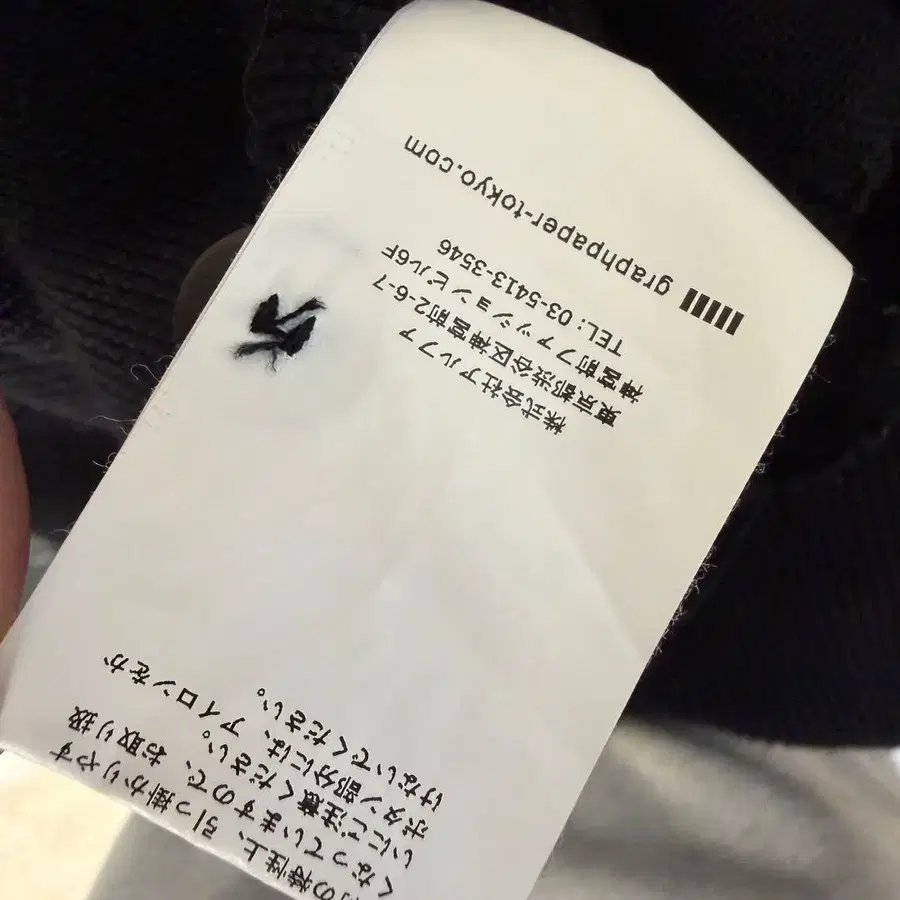 の特性上、引っ掛かりやす
くなっていますので、お取り扱
いにご注意ください。
ボタン部分には、アイロンをか
けないでください。
株式会社アルファ
東京都渋谷区神宮前2-6-7
神宮前ファッションビル6F
TEL: 03-5413-3546
graphpaper-tokyo.com